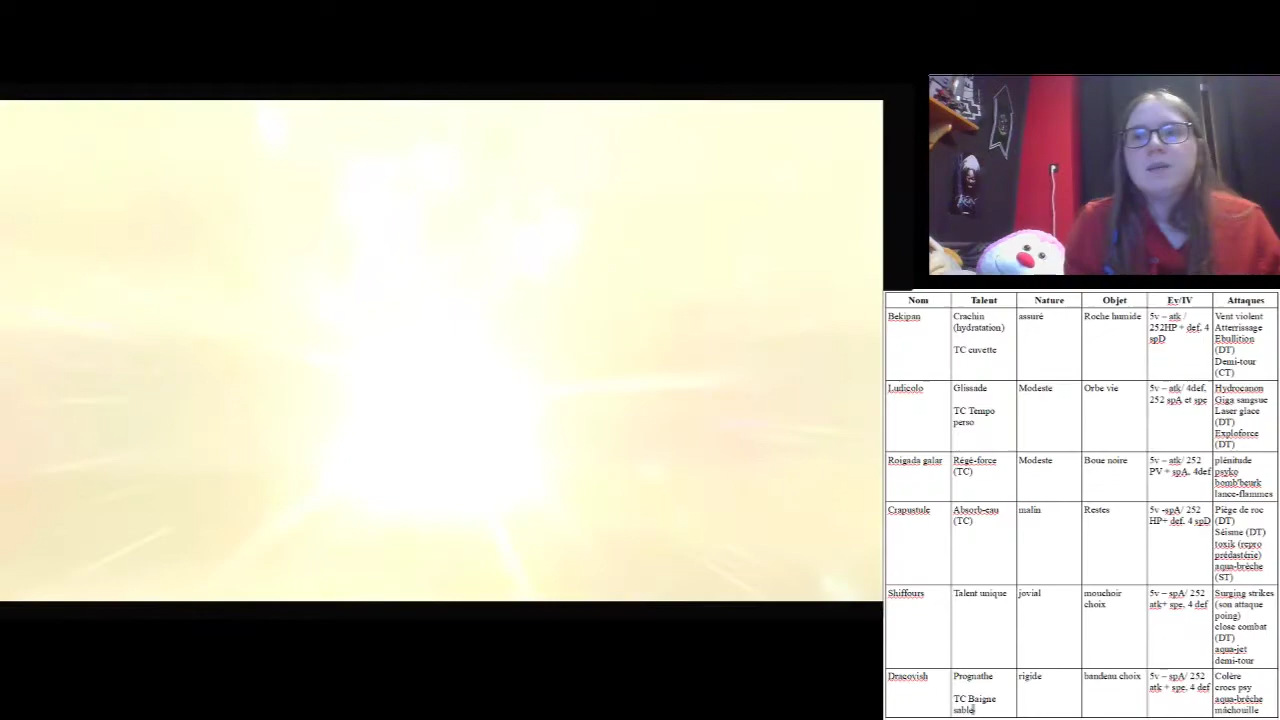 Nom Talent Nature Objet Ev/IV Attaques
Bekipan Crachin assuré Roche humide 5v – atk / Vent violent
(hydratation) 252HP + def, 4 Atterrissage
spD Ebullition
TC cuvette (DT)
Demi-tour
(CT)
Ludicolo Glissade Modeste Orbe vie 5v – atk/ 4def, Hydrocanon
252 spA et spe Giga sangsue
TC Tempo Laser glace
perso (DT)
Exploforce
(DT)
Roigada galar Régé-force Modeste Boue noire 5v – atk/ 252 plénitude
(TC) PV + spA, 4def psyko
bomb'beurk
lance-flammes
Crapustule Absorb-eau malin Restes 5v -spA/ 252 Piège de roc
(TC) HP+ def. 4 spD (DT)
Séisme (DT)
toxik (repro
prédastérie)
aqua-brèche
(ST)
Shiffours Talent unique jovial mouchoir 5v – spA/ 252 Surging strikes
choix atk+ spe, 4 def (son attaque
poing)
close combat
(DT)
aqua-jet
demi-tour
Dracovish Prognathe rigide bandeau choix 5v – spA/ 252 Colère
atk + spe, 4 def crocs psy
TC Baigne aqua-brèche
sable mâchouille